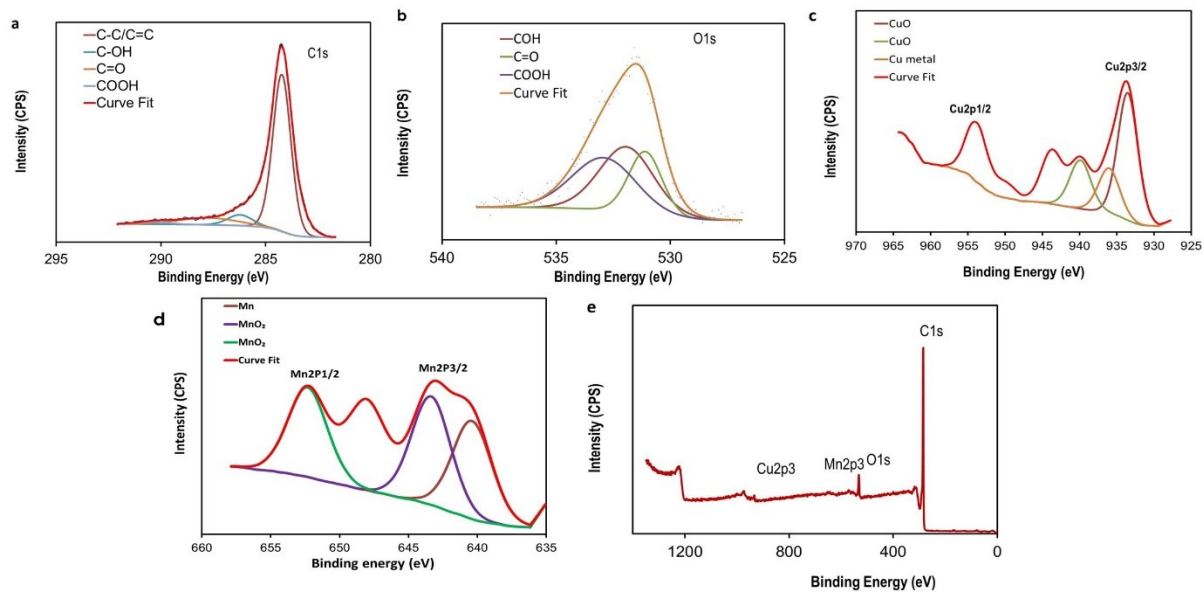 a
C-C/C=C
C-OH
C=O
COOH
Curve Fit
C1s
Intensity (CPS)
295 290 285 280
Binding Energy (eV)
b
COH
C=O
COOH
Curve Fit
O1s
Intensity (CPS)
540 535 530 525
Binding Energy (eV)
c
CuO
CuO
Cu metal
Curve Fit
Cu2p3/2
Cu2p1/2
Intensity (CPS)
970 965 960 955 945 940 935 930 925
Binding Energy (eV)
d
Mn
MnO₂
MnO₂
Curve Fit
Mn2P1/2 Mn2P3/2
Intensity (CPS)
660 655 650 645 640 635
Binding energy (eV)
e
C1s
Cu2p3 Mn2p3 O1s
Intensity (CPS)
1200 800 400 0
Binding Energy (eV)